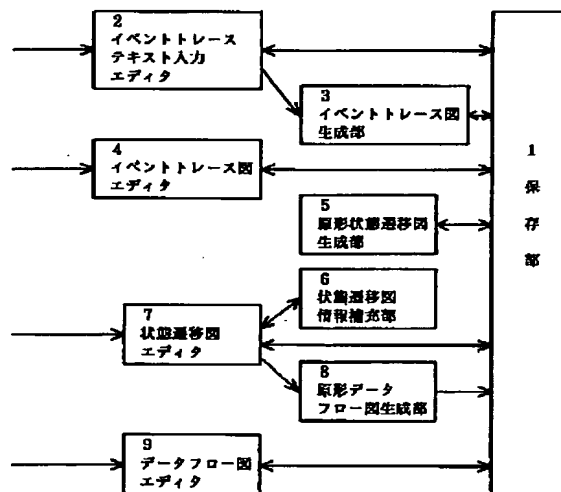 2
イベントトレース
テキスト入力
エディタ
3
イベントトレース図
生成部
4
イベントトレース図
エディタ
1
保
存
部
5
原形状態遷移図
生成部
6
状態遷移図
情報補充部
7
状態遷移図
エディタ
8
原形データ
フロー図生成部
9
データフロー図
エディタ